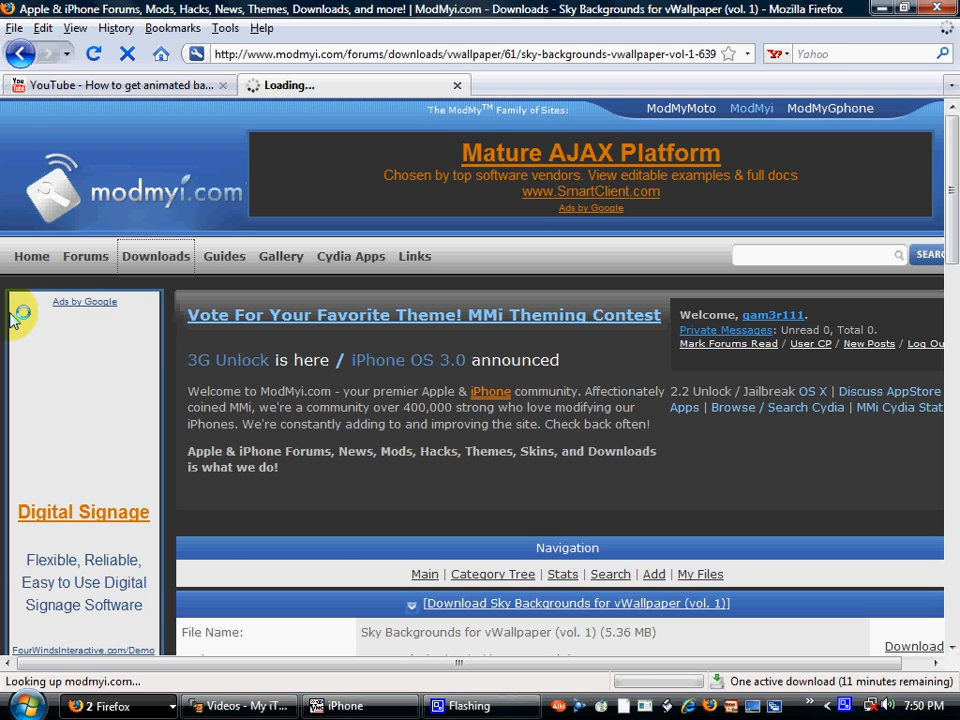 Apple & iPhone Forums, Mods, Hacks, News, Themes, Downloads, and more! | ModMyi.com - Downloads - Sky Backgrounds for vWallpaper (vol. 1) - Mozilla Firefox
File Edit View History Bookmarks Tools Help
http://www.modmyi.com/forums/downloads/vwallpaper/61/sky-backgrounds-vwallpaper-vol-1-639
Yahoo
YouTube - How to get animated ba...
Loading...
The ModMy™ Family of Sites:
ModMyMoto ModMyi ModMyGphone
modmyi.com
Mature AJAX Platform
Chosen by top software vendors. View editable examples & full docs
www.SmartClient.com
Ads by Google
Home Forums Downloads Guides Gallery Cydia Apps Links
SEARC
Ads by Google
Digital Signage
Flexible, Reliable,
Easy to Use Digital
Signage Software
FourWindsInteractive.com/Demo
Vote For Your Favorite Theme! MMi Theming Contest
3G Unlock is here / iPhone OS 3.0 announced
Welcome to ModMyi.com - your premier Apple & iPhone community. Affectionately
coined MMi, we're a community over 400,000 strong who love modifying our
iPhones. We're constantly adding to and improving the site. Check back often!
Apple & iPhone Forums, News, Mods, Hacks, Themes, Skins, and Downloads
is what we do!
Welcome, gam3r111.
Private Messages: Unread 0, Total 0.
Mark Forums Read / User CP / New Posts / Log Ou
2.2 Unlock / Jailbreak OS X | Discuss AppStore
Apps | Browse / Search Cydia | MMi Cydia Stat
Navigation
Main | Category Tree | Stats | Search | Add | My Files
[Download Sky Backgrounds for vWallpaper (vol. 1)]
File Name: Sky Backgrounds for vWallpaper (vol. 1) (5.36 MB)
Download
Looking up modmyi.com...
One active download (11 minutes remaining)
2 Firefox
Videos - My iT...
iPhone
Flashing
7:50 PM